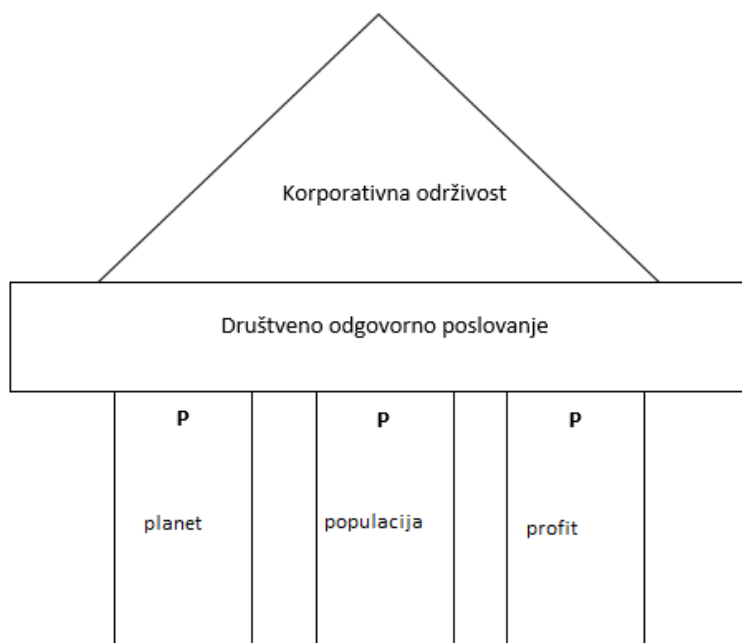 Korporativna održivost
Društveno odgovorno poslovanje
P P P
planet populacija profit